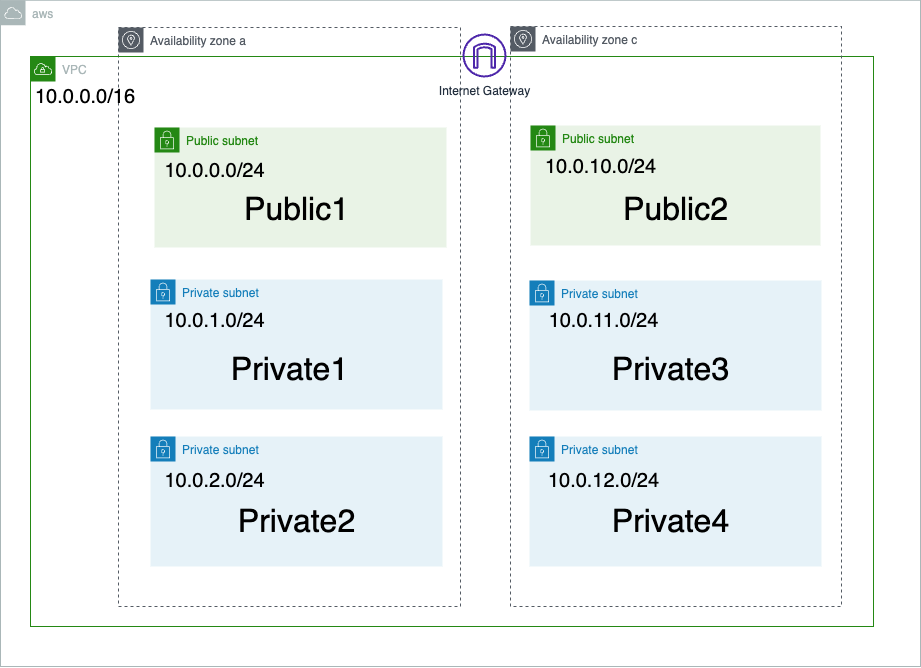 aws
Availability zone a
Availability zone c
VPC
10.0.0.0/16
Internet Gateway
Public subnet
10.0.0.0/24
Public1
Public subnet
10.0.10.0/24
Public2
Private subnet
10.0.1.0/24
Private1
Private subnet
10.0.11.0/24
Private3
Private subnet
10.0.2.0/24
Private2
Private subnet
10.0.12.0/24
Private4